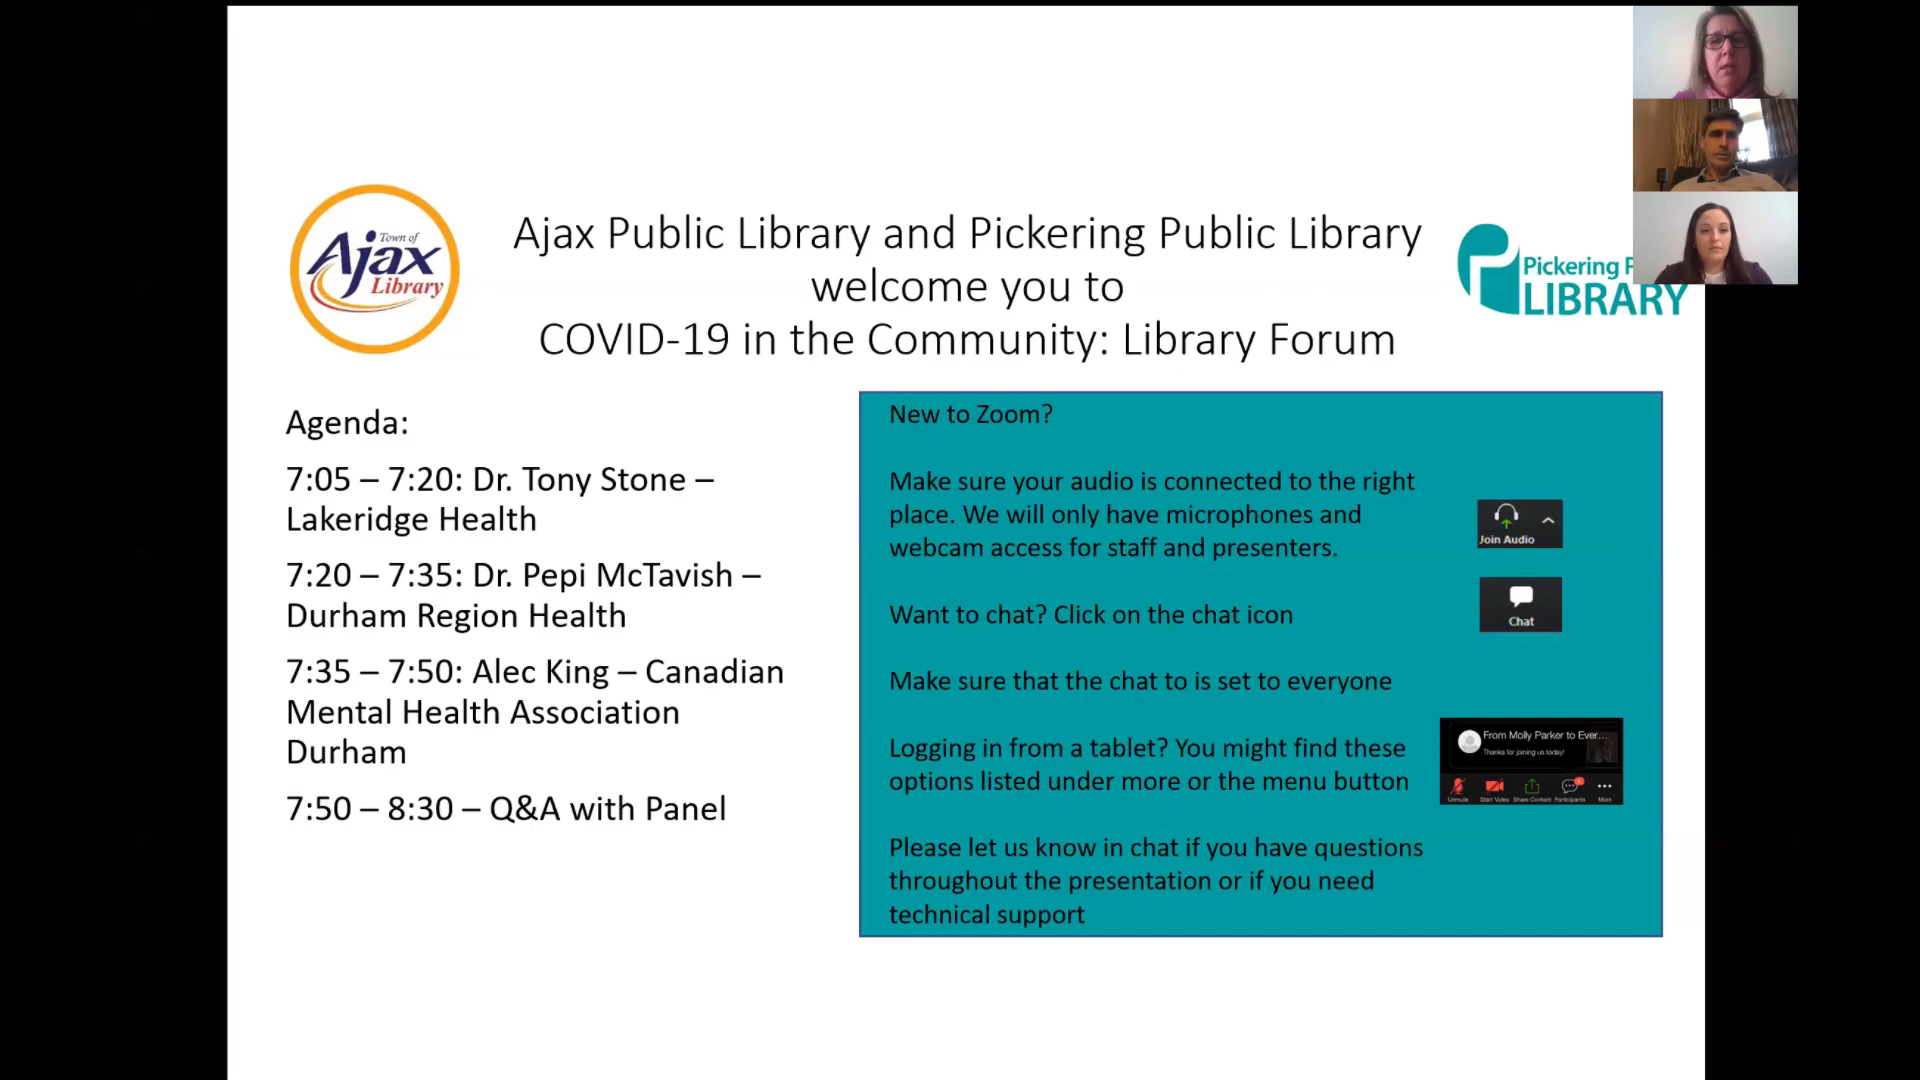 Town of
Ajax
Library
Ajax Public Library and Pickering Public Library
welcome you to
COVID-19 in the Community: Library Forum
Pickering
LIBRARY
Agenda:
7:05 – 7:20: Dr. Tony Stone –
Lakeridge Health
7:20 – 7:35: Dr. Pepi McTavish –
Durham Region Health
7:35 – 7:50: Alec King – Canadian
Mental Health Association
Durham
7:50 – 8:30 – Q&A with Panel
New to Zoom?
Make sure your audio is connected to the right
place. We will only have microphones and
webcam access for staff and presenters.
Join Audio
Want to chat? Click on the chat icon
Chat
Make sure that the chat to is set to everyone
Logging in from a tablet? You might find these
options listed under more or the menu button
From Molly Parker to Ever...
Thanks for joining us today!
Unmute Start Video Share Content Participants More
Please let us know in chat if you have questions
throughout the presentation or if you need
technical support